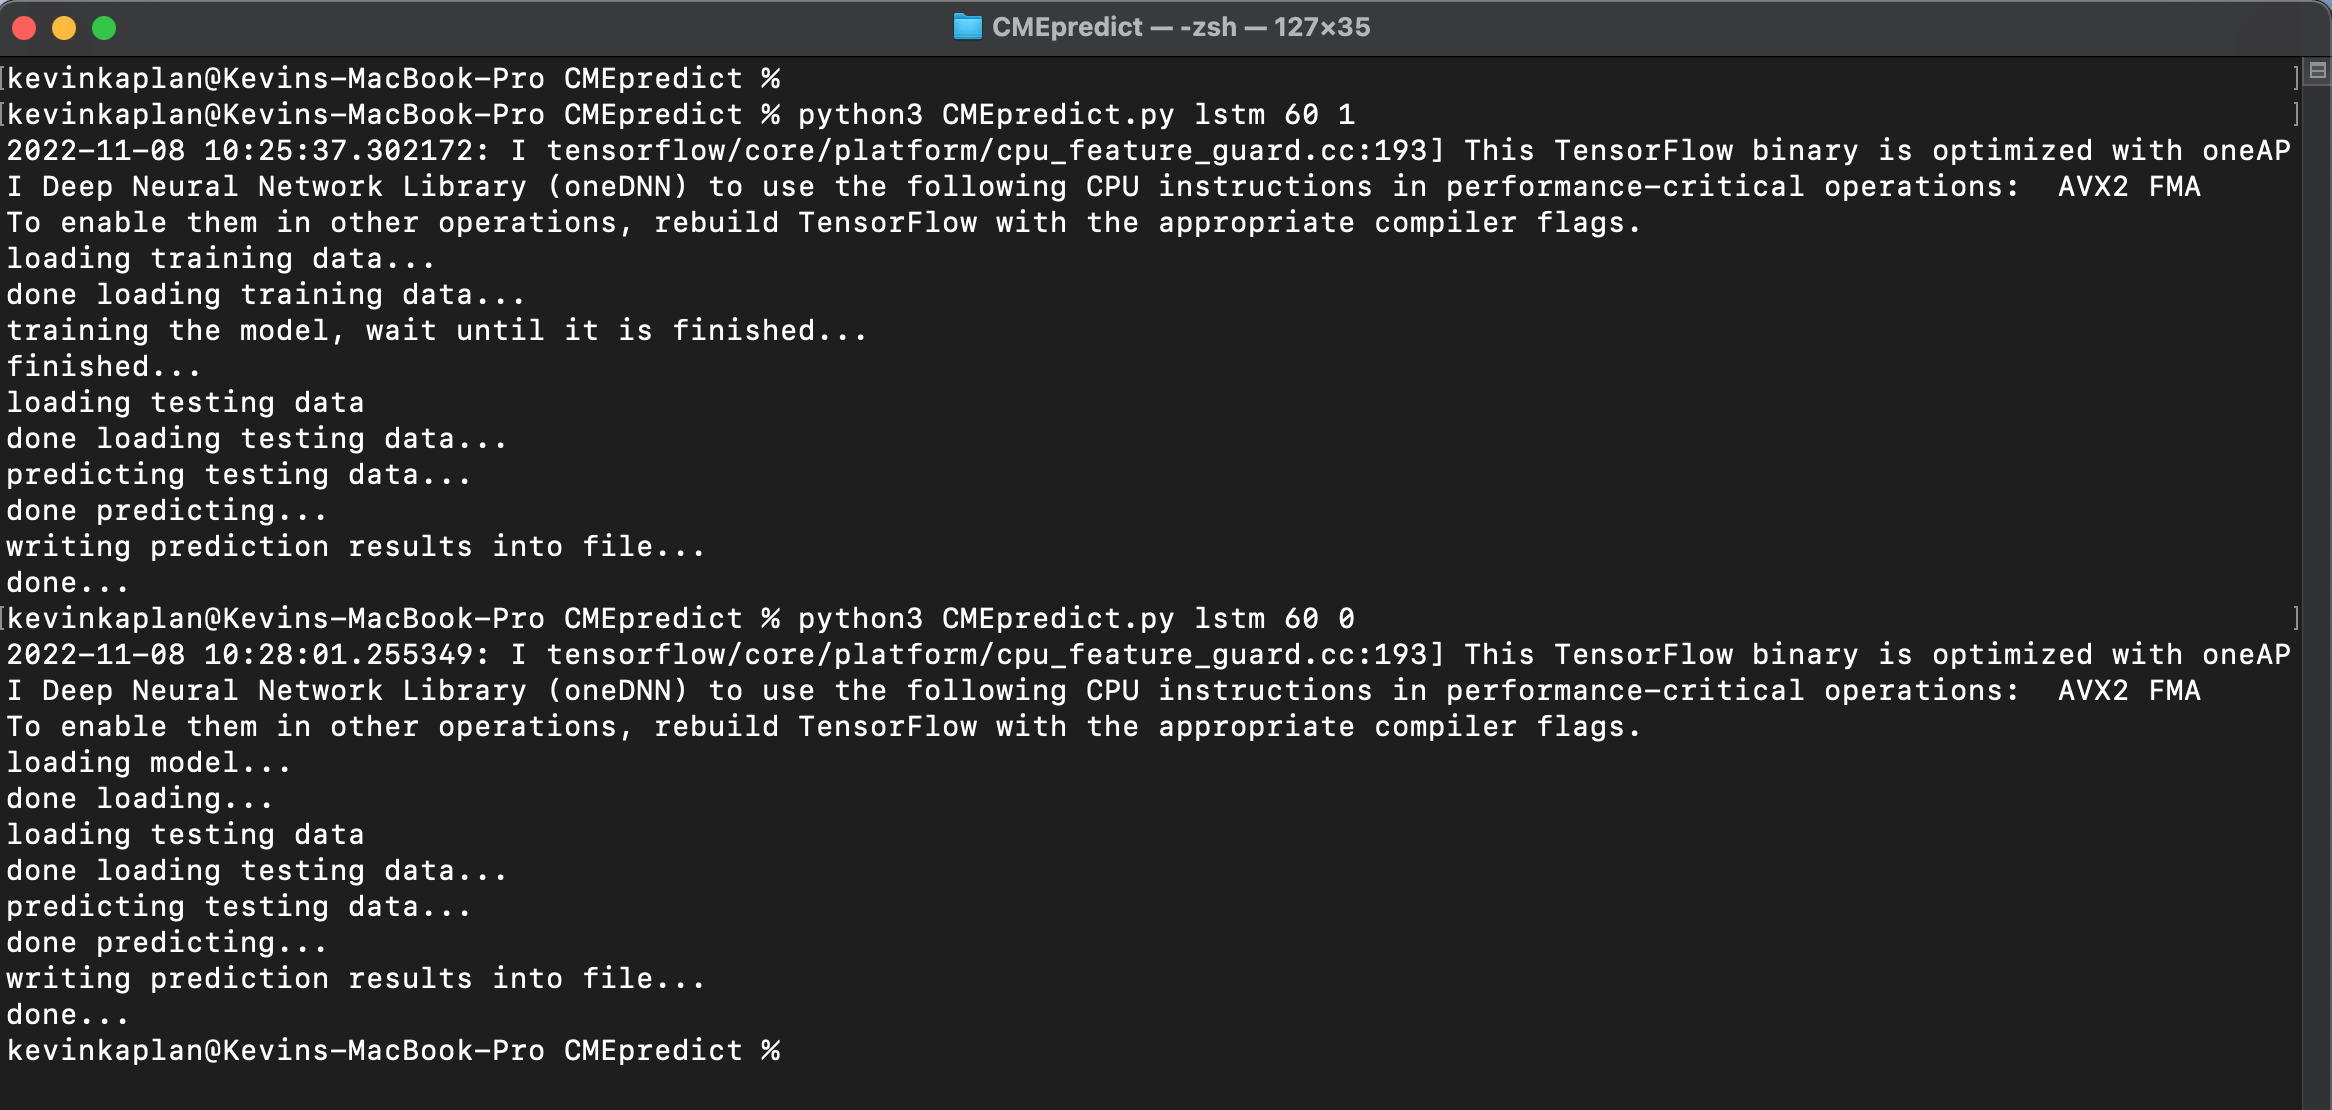 CMEpredict — -zsh — 127×35
[kevinkaplan@Kevins-MacBook-Pro CMEpredict % ]
[kevinkaplan@Kevins-MacBook-Pro CMEpredict % python3 CMEpredict.py lstm 60 1 ]
2022-11-08 10:25:37.302172: I tensorflow/core/platform/cpu_feature_guard.cc:193] This TensorFlow binary is optimized with oneAP
I Deep Neural Network Library (oneDNN) to use the following CPU instructions in performance-critical operations:  AVX2 FMA
To enable them in other operations, rebuild TensorFlow with the appropriate compiler flags.
loading training data...
done loading training data...
training the model, wait until it is finished...
finished...
loading testing data
done loading testing data...
predicting testing data...
done predicting...
writing prediction results into file...
done...
[kevinkaplan@Kevins-MacBook-Pro CMEpredict % python3 CMEpredict.py lstm 60 0 ]
2022-11-08 10:28:01.255349: I tensorflow/core/platform/cpu_feature_guard.cc:193] This TensorFlow binary is optimized with oneAP
I Deep Neural Network Library (oneDNN) to use the following CPU instructions in performance-critical operations:  AVX2 FMA
To enable them in other operations, rebuild TensorFlow with the appropriate compiler flags.
loading model...
done loading...
loading testing data
done loading testing data...
predicting testing data...
done predicting...
writing prediction results into file...
done...
kevinkaplan@Kevins-MacBook-Pro CMEpredict %